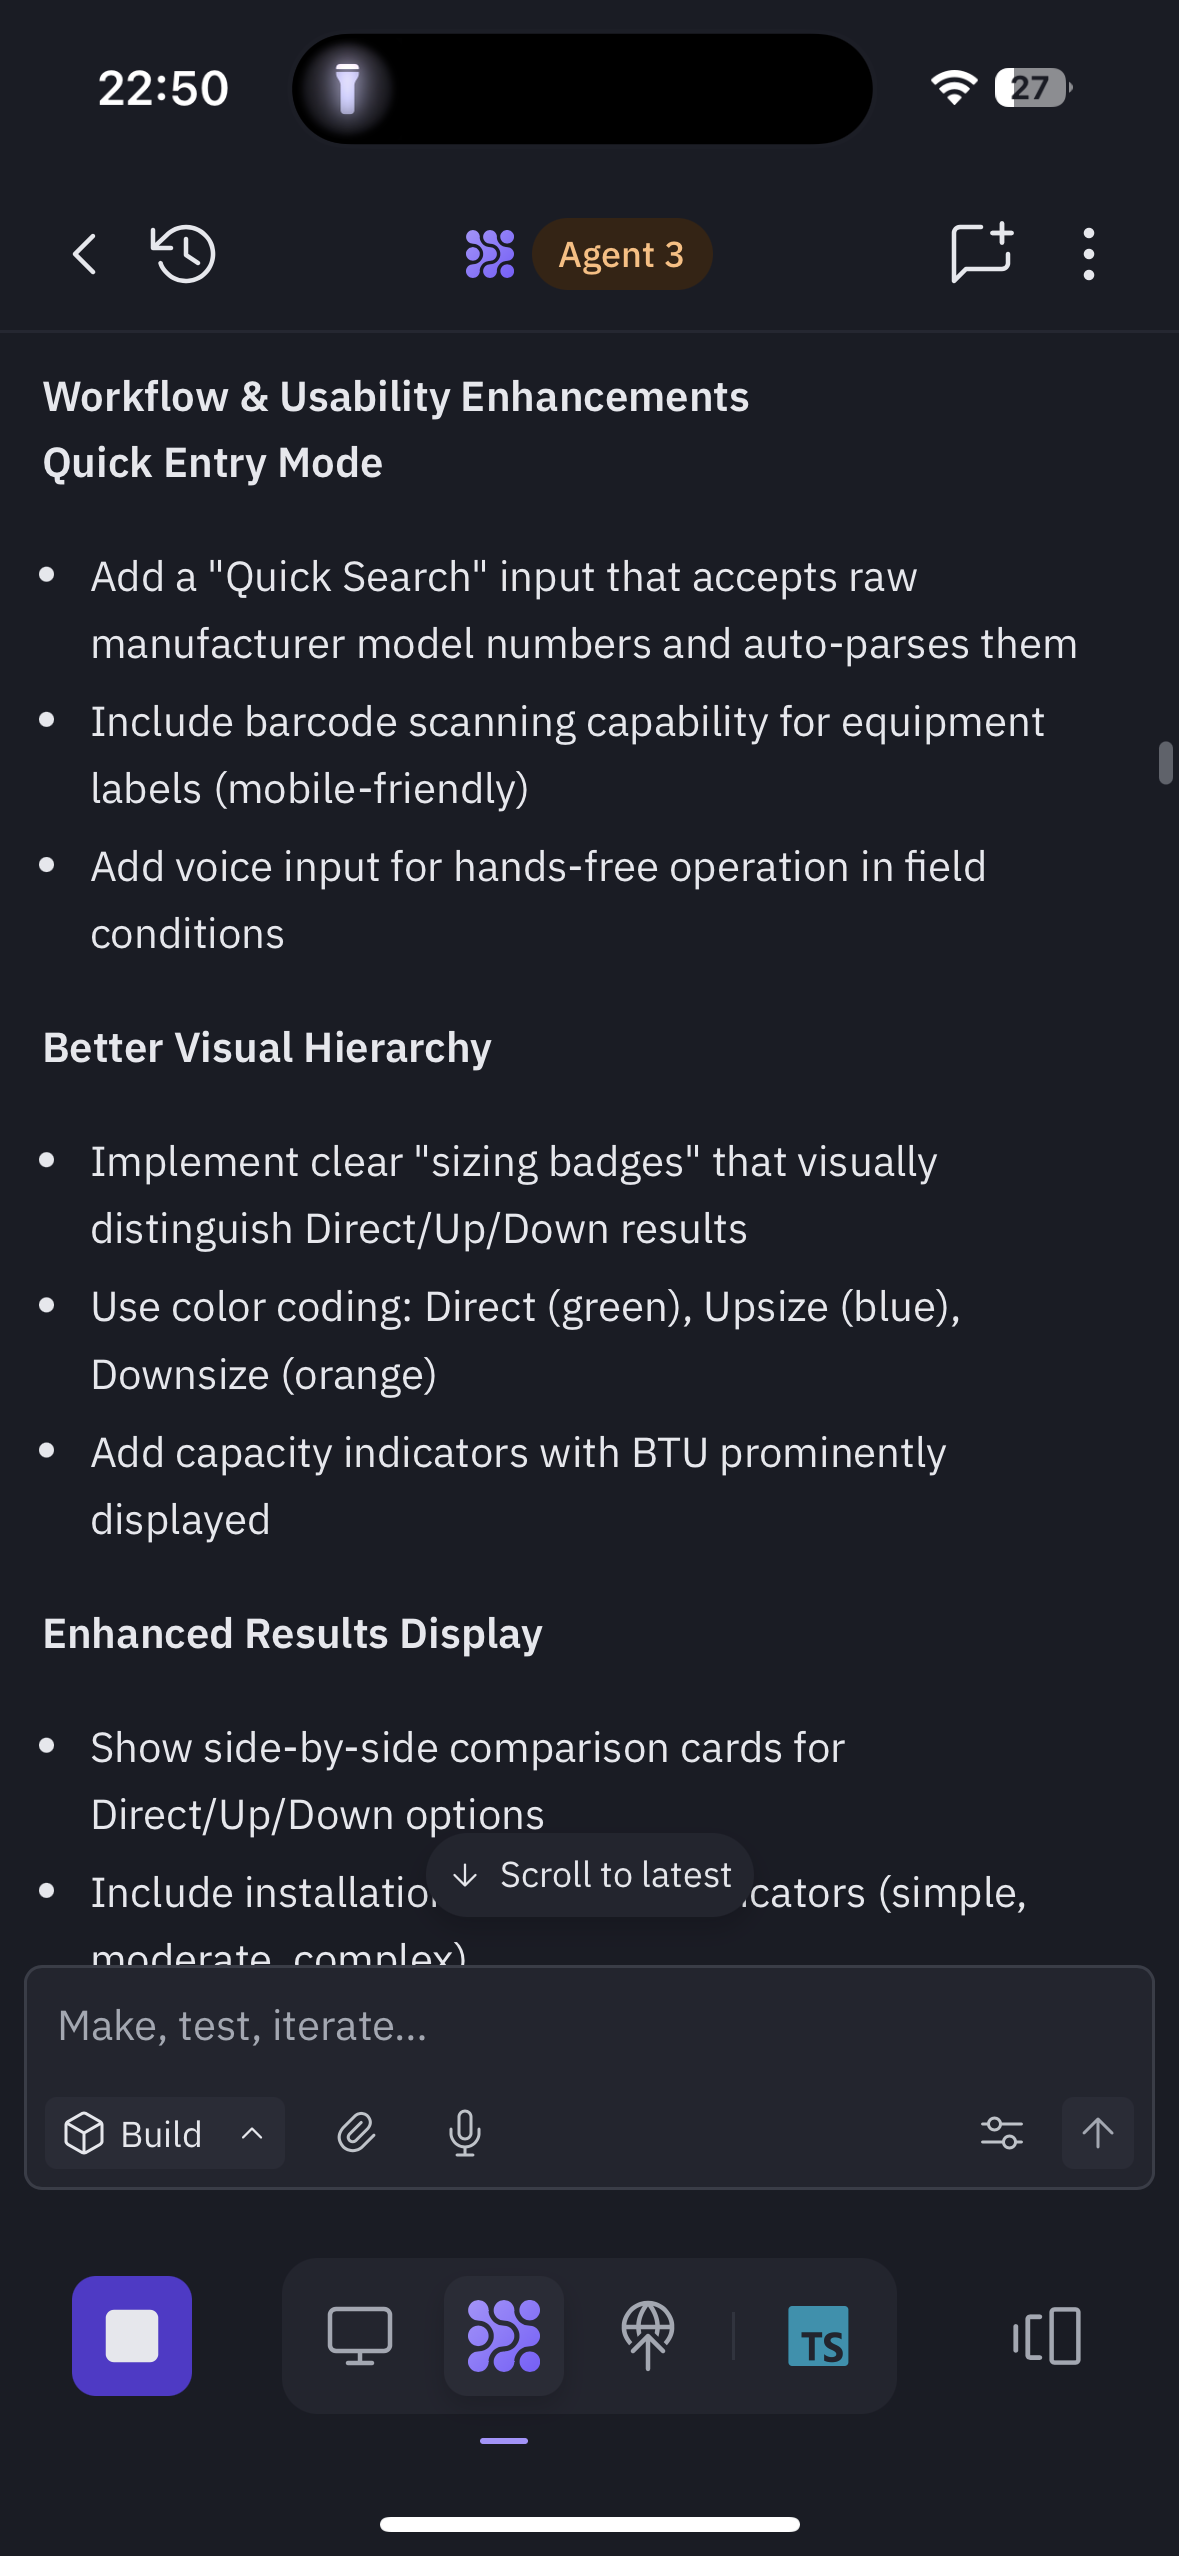 22:50
27
Agent 3
Workflow & Usability Enhancements
Quick Entry Mode
• Add a "Quick Search" input that accepts raw
manufacturer model numbers and auto-parses them
• Include barcode scanning capability for equipment
labels (mobile-friendly)
• Add voice input for hands-free operation in field
conditions
Better Visual Hierarchy
• Implement clear "sizing badges" that visually
distinguish Direct/Up/Down results
• Use color coding: Direct (green), Upsize (blue),
Downsize (orange)
• Add capacity indicators with BTU prominently
displayed
Enhanced Results Display
• Show side-by-side comparison cards for
Direct/Up/Down options
• Include (simple,
moderate, complex)
Scroll to latest
Make, test, iterate...
Build
TS